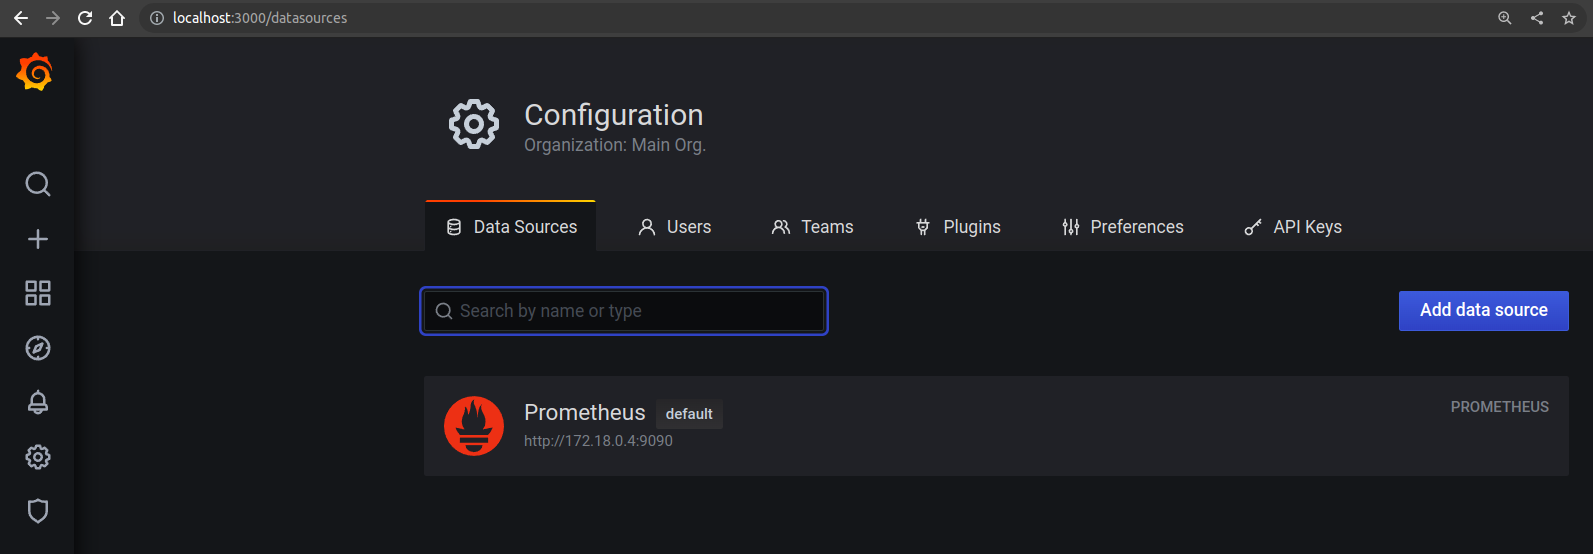 localhost:3000/datasources
Configuration
Organization: Main Org.
Data Sources Users Teams Plugins Preferences API Keys
Search by name or type Add data source
Prometheus default PROMETHEUS
http://172.18.0.4:9090